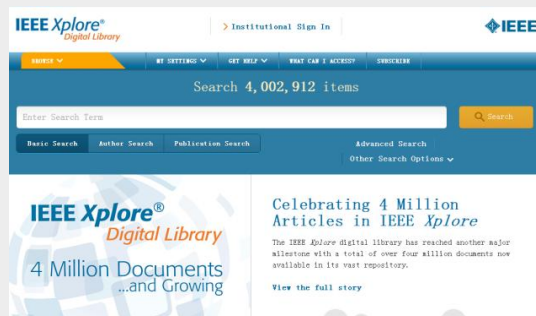 IEEE Xplore®
Digital Library
> Institutional Sign In
IEEE
BROWSE
MY SETTINGS
GET HELP
WHAT CAN I ACCESS?
SUBSCRIBE
Search 4,002,912 items
Enter Search Term
Search
Basic Search
Author Search
Publication Search
Advanced Search
Other Search Options
IEEE Xplore®
Digital Library
4 Million Documents
...and Growing
Celebrating 4 Million
Articles in IEEE Xplore
The IEEE Xplore digital library has reached another major
milestone with a total of over four million documents now
available in its vast repository.
View the full story